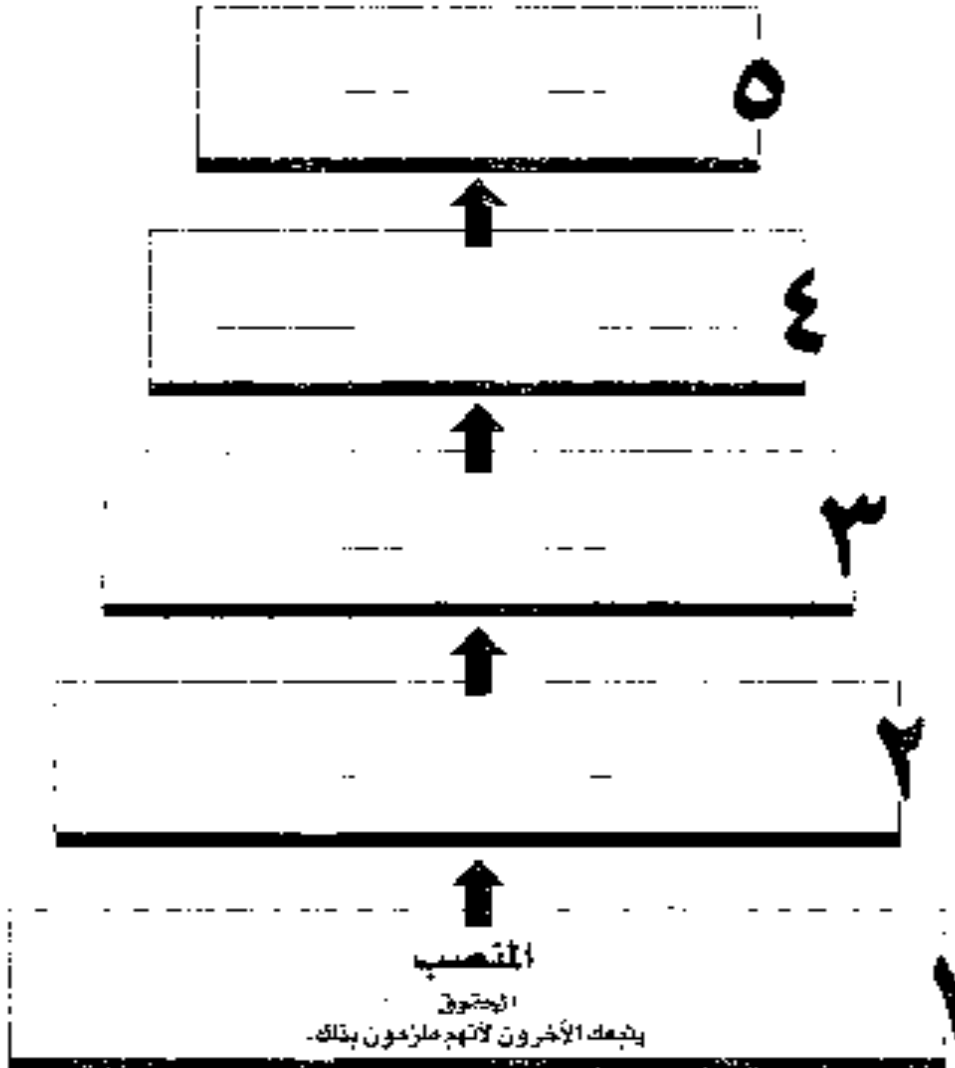 ٥
٤
٣
٢
١
المنصب
الحقوق
يتبعك الآخرون لأنهم ملزمون بذلك.